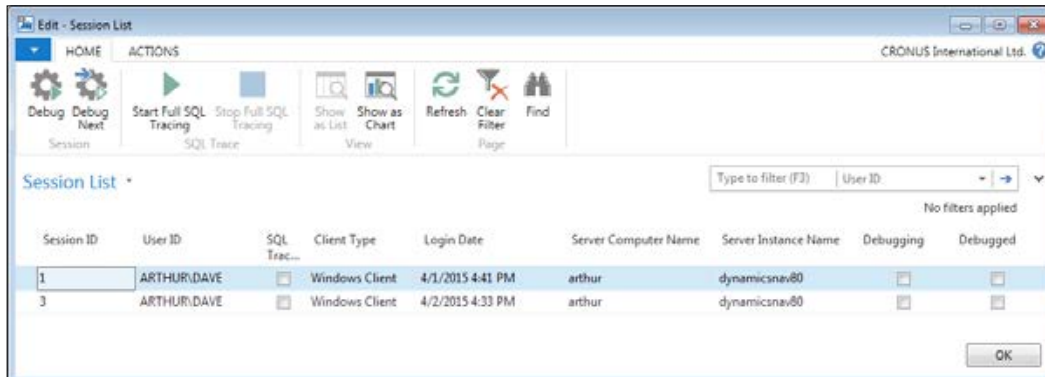 Edit - Session List
HOME ACTIONS CRONUS International Ltd.
Debug Debug Next Start Full SQL Tracing Stop Full SQL Tracing Show as List Show as Chart Refresh Clear Filter Find
Session SQL Trace View Page
Session List Type to filter (F3) User ID
No filters applied
Session ID User ID SQL Trac... Client Type Login Date Server Computer Name Server Instance Name Debugging Debugged
1 ARTHUR\DAVE Windows Client 4/1/2015 4:41 PM arthur dynamicsnav80
3 ARTHUR\DAVE Windows Client 4/2/2015 4:33 PM arthur dynamicsnav80
OK